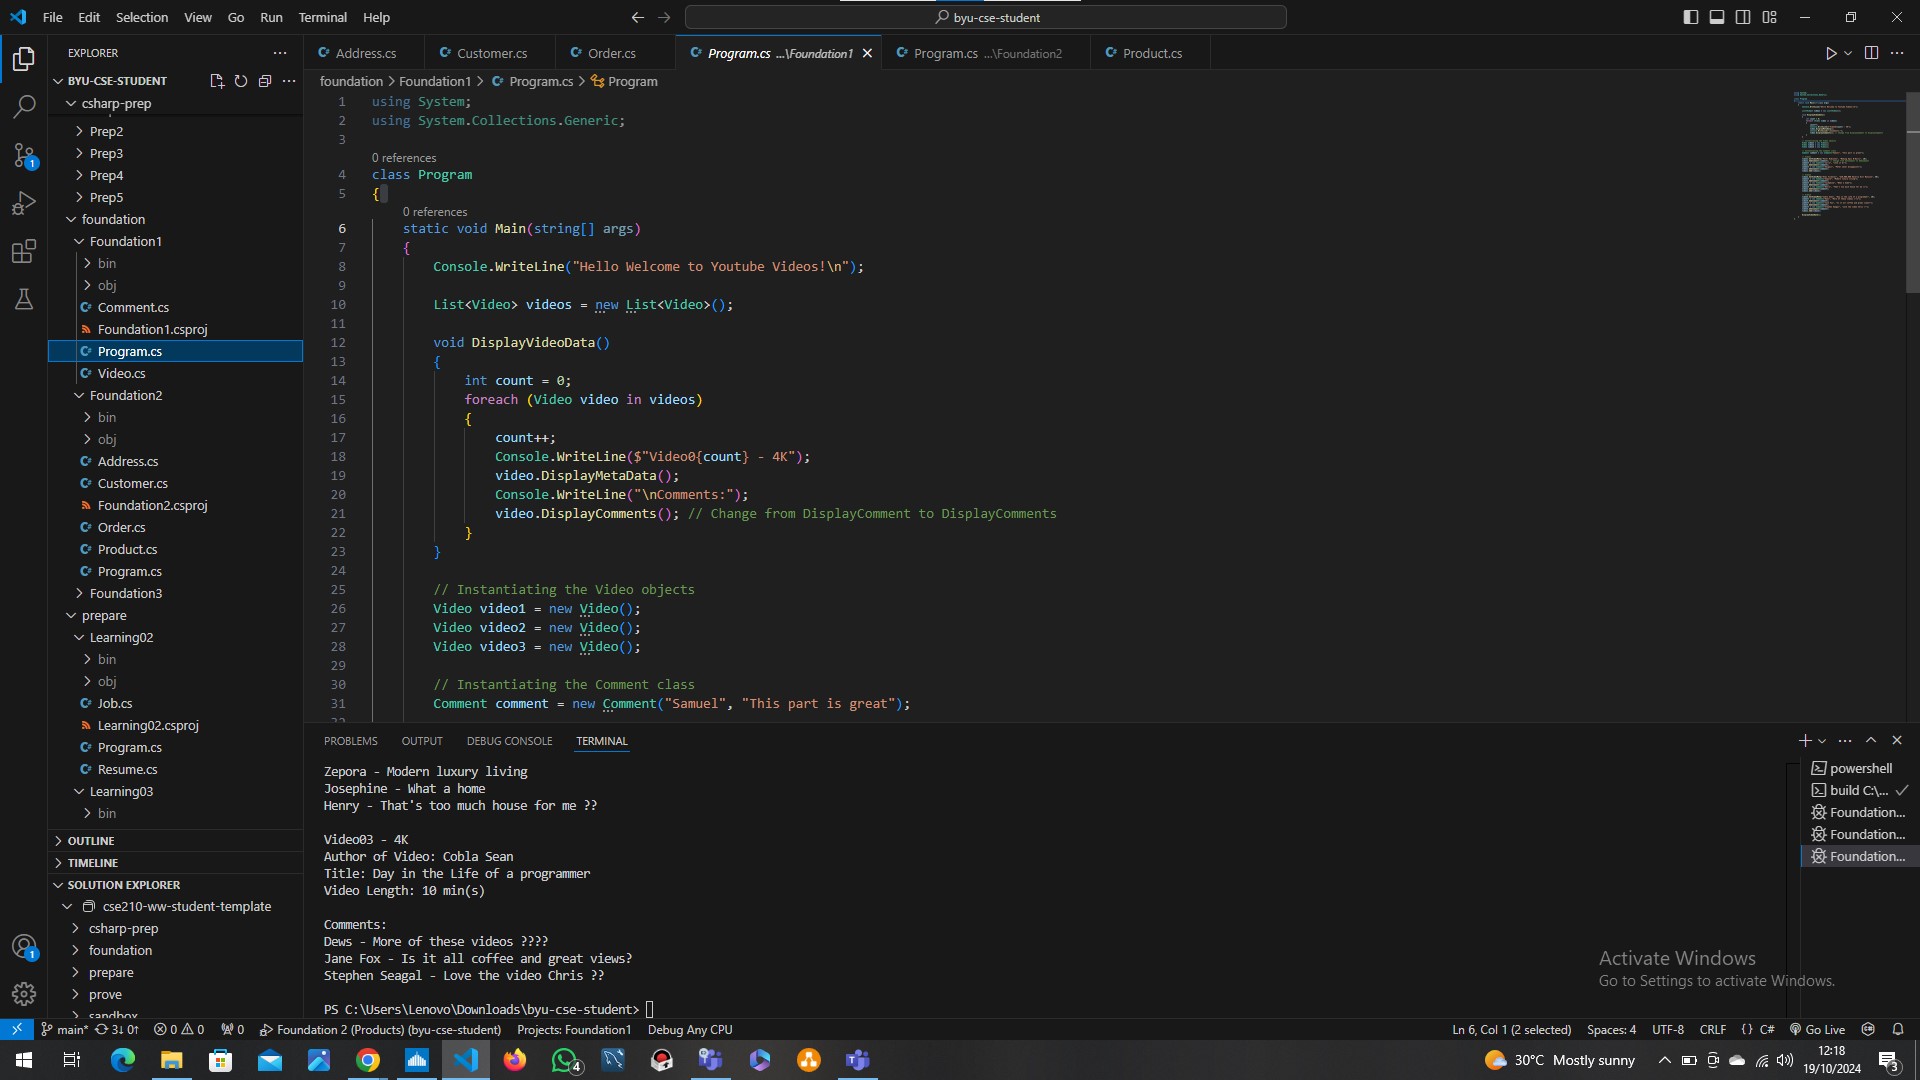 File Edit Selection View Go Run Terminal Help
byu-cse-student
EXPLORER
BYU-CSE-STUDENT
csharp-prep
Prep2
Prep3
Prep4
Prep5
foundation
Foundation1
bin
obj
Comment.cs
Foundation1.csproj
Program.cs
Video.cs
Foundation2
bin
obj
Address.cs
Customer.cs
Foundation2.csproj
Order.cs
Product.cs
Program.cs
Foundation3
prepare
Learning02
bin
obj
Job.cs
Learning02.csproj
Program.cs
Resume.cs
Learning03
bin
OUTLINE
TIMELINE
SOLUTION EXPLORER
cse210-ww-student-template
csharp-prep
foundation
prepare
prove
sandbox
Address.cs Customer.cs Order.cs Program.cs ...\Foundation1 Program.cs ...\Foundation2 Product.cs
foundation > Foundation1 > Program.cs > Program
1 using System;
2 using System.Collections.Generic;
3
0 references
4 class Program
5 {
0 references
6 static void Main(string[] args)
7 {
8 Console.WriteLine("Hello Welcome to Youtube Videos!\n");
9
10 List<Video> videos = new List<Video>();
11
12 void DisplayVideoData()
13 {
14 int count = 0;
15 foreach (Video video in videos)
16 {
17 count++;
18 Console.WriteLine($"Video0{count} - 4K");
19 video.DisplayMetaData();
20 Console.WriteLine("\nComments:");
21 video.DisplayComments(); // Change from DisplayComment to DisplayComments
22 }
23 }
24
25 // Instantiating the Video objects
26 Video video1 = new Video();
27 Video video2 = new Video();
28 Video video3 = new Video();
29
30 // Instantiating the Comment class
31 Comment comment = new Comment("Samuel", "This part is great");
32
PROBLEMS OUTPUT DEBUG CONSOLE TERMINAL
Zepora - Modern luxury living
Josephine - What a home
Henry - That's too much house for me ??
Video03 - 4K
Author of Video: Cobla Sean
Title: Day in the Life of a programmer
Video Length: 10 min(s)
Comments:
Dews - More of these videos ????
Jane Fox - Is it all coffee and great views?
Stephen Seagal - Love the video Chris ??
PS C:\Users\Lenovo\Downloads\byu-cse-student>
powershell
build C:\...
Foundation...
Foundation...
Foundation...
Activate Windows
Go to Settings to activate Windows.
main* 3↓ 0↑ 0 0 0 Foundation 2 (Products) (byu-cse-student) Projects: Foundation1 Debug Any CPU
Ln 6, Col 1 (2 selected) Spaces: 4 UTF-8 CRLF {} C# Go Live
30°C Mostly sunny
12:18
19/10/2024